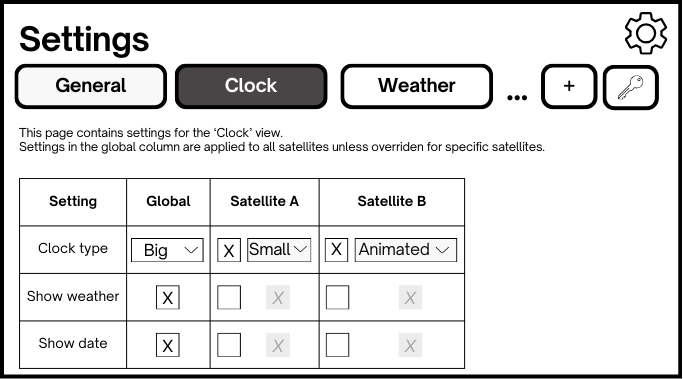 Settings
General Clock Weather ... +
This page contains settings for the ‘Clock’ view.
Settings in the global column are applied to all satellites unless overriden for specific satellites.
Setting Global Satellite A Satellite B
Clock type Big X Small X Animated
Show weather X X X
Show date X X X